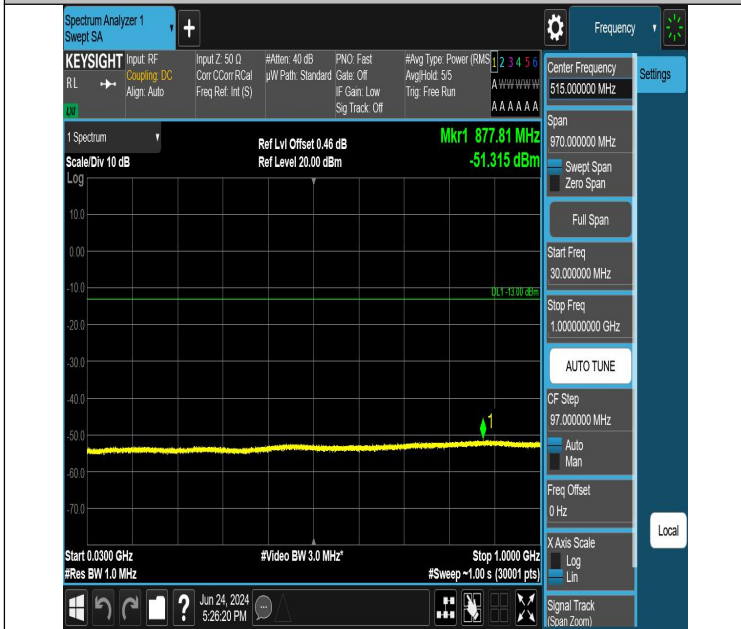 Spectrum Analyzer 1
Swept SA
+
Frequency
KEYSIGHT
RL
Input: RF
Coupling: DC
Align: Auto
Input Z: 50 Ω
Corr CCorr RCal
Freq Ref: Int (S)
#Atten: 40 dB
µW Path: Standard
PNO: Fast
Gate: Off
IF Gain: Low
Sig Track: Off
#Avg Type: Power (RMS
Avg|Hold: 5/5
Trig: Free Run
1 2 3 4 5 6
A W W W W W
A A A A A A
1 Spectrum
Scale/Div 10 dB
Log
Ref Lvl Offset 0.46 dB
Ref Level 20.00 dBm
Mkr1 877.81 MHz
-51.315 dBm
10.0
0.00
-10.0
DL1 -13.00 dBm
-20.0
-30.0
-40.0
1
-50.0
-60.0
-70.0
Start 0.0300 GHz
#Res BW 1.0 MHz
#Video BW 3.0 MHz*
Stop 1.0000 GHz
#Sweep ~1.00 s (30001 pts)
?
Jun 24, 2024
5:26:20 PM
Center Frequency
515.000000 MHz
Settings
Span
970.000000 MHz
Swept Span
Zero Span
Full Span
Start Freq
30.000000 MHz
Stop Freq
1.000000000 GHz
AUTO TUNE
CF Step
97.000000 MHz
Auto
Man
Freq Offset
0 Hz
X Axis Scale
Log
Lin
Local
Signal Track
(Span Zoom)